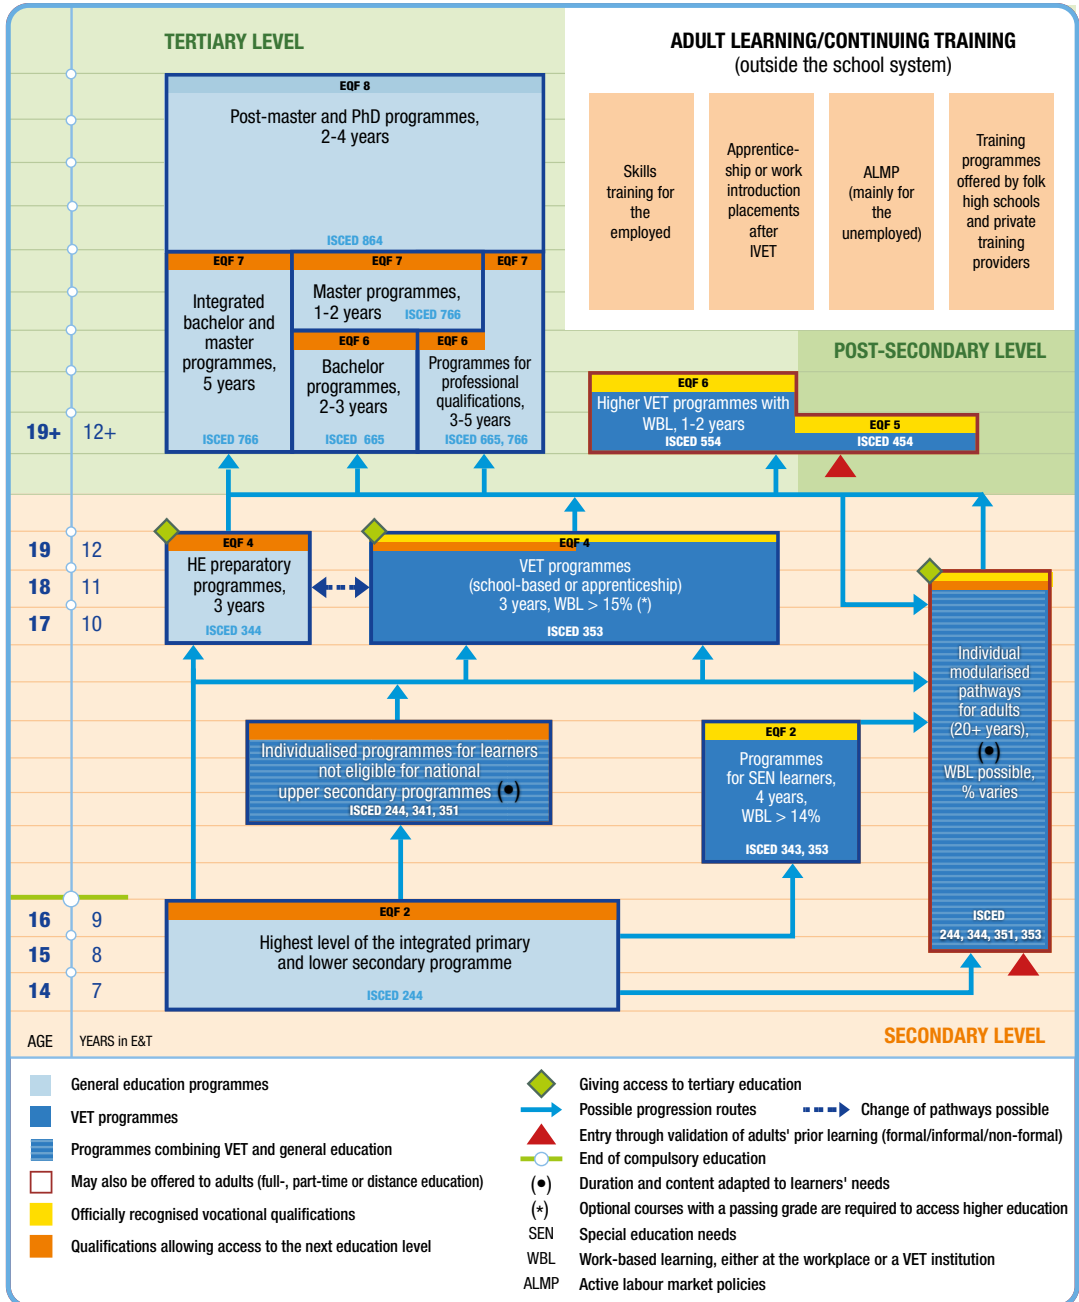 TERTIARY LEVEL
ADULT LEARNING/CONTINUING TRAINING
(outside the school system)
Skills
training for
the
employed
Apprentice-
ship or work
introduction
placements
after
IVET
ALMP
(mainly for
the
unemployed)
Training
programmes
offered by folk
high schools
and private
training
providers
EQF 8
Post-master and PhD programmes,
2-4 years
ISCED 864
EQF 7
Integrated
bachelor and
master
programmes,
5 years
ISCED 766
EQF 7
Master programmes,
1-2 years ISCED 766
EQF 7
EQF 6
Bachelor
programmes,
2-3 years
ISCED 665
EQF 6
Programmes for
professional
qualifications,
3-5 years
ISCED 665, 766
POST-SECONDARY LEVEL
EQF 6
Higher VET programmes with
WBL, 1-2 years
ISCED 554
EQF 5
ISCED 454
19+ 12+
19 12
18 11
17 10
EQF 4
HE preparatory
programmes,
3 years
ISCED 344
EQF 4
VET programmes
(school-based or apprenticeship)
3 years, WBL > 15% (*)
ISCED 353
Individualised programmes for learners
not eligible for national
upper secondary programmes (•)
ISCED 244, 341, 351
EQF 2
Programmes
for SEN learners,
4 years,
WBL > 14%
ISCED 343, 353
Individual
modularised
pathways
for adults
(20+ years),
(•)
WBL possible,
% varies
ISCED
244, 344, 351, 353
16 9
15 8
14 7
EQF 2
Highest level of the integrated primary
and lower secondary programme
ISCED 244
AGE YEARS in E&T
SECONDARY LEVEL
General education programmes
VET programmes
Programmes combining VET and general education
May also be offered to adults (full-, part-time or distance education)
Officially recognised vocational qualifications
Qualifications allowing access to the next education level
Giving access to tertiary education
Possible progression routes
Change of pathways possible
Entry through validation of adults' prior learning (formal/informal/non-formal)
End of compulsory education
(•) Duration and content adapted to learners' needs
(*) Optional courses with a passing grade are required to access higher education
SEN Special education needs
WBL Work-based learning, either at the workplace or a VET institution
ALMP Active labour market policies